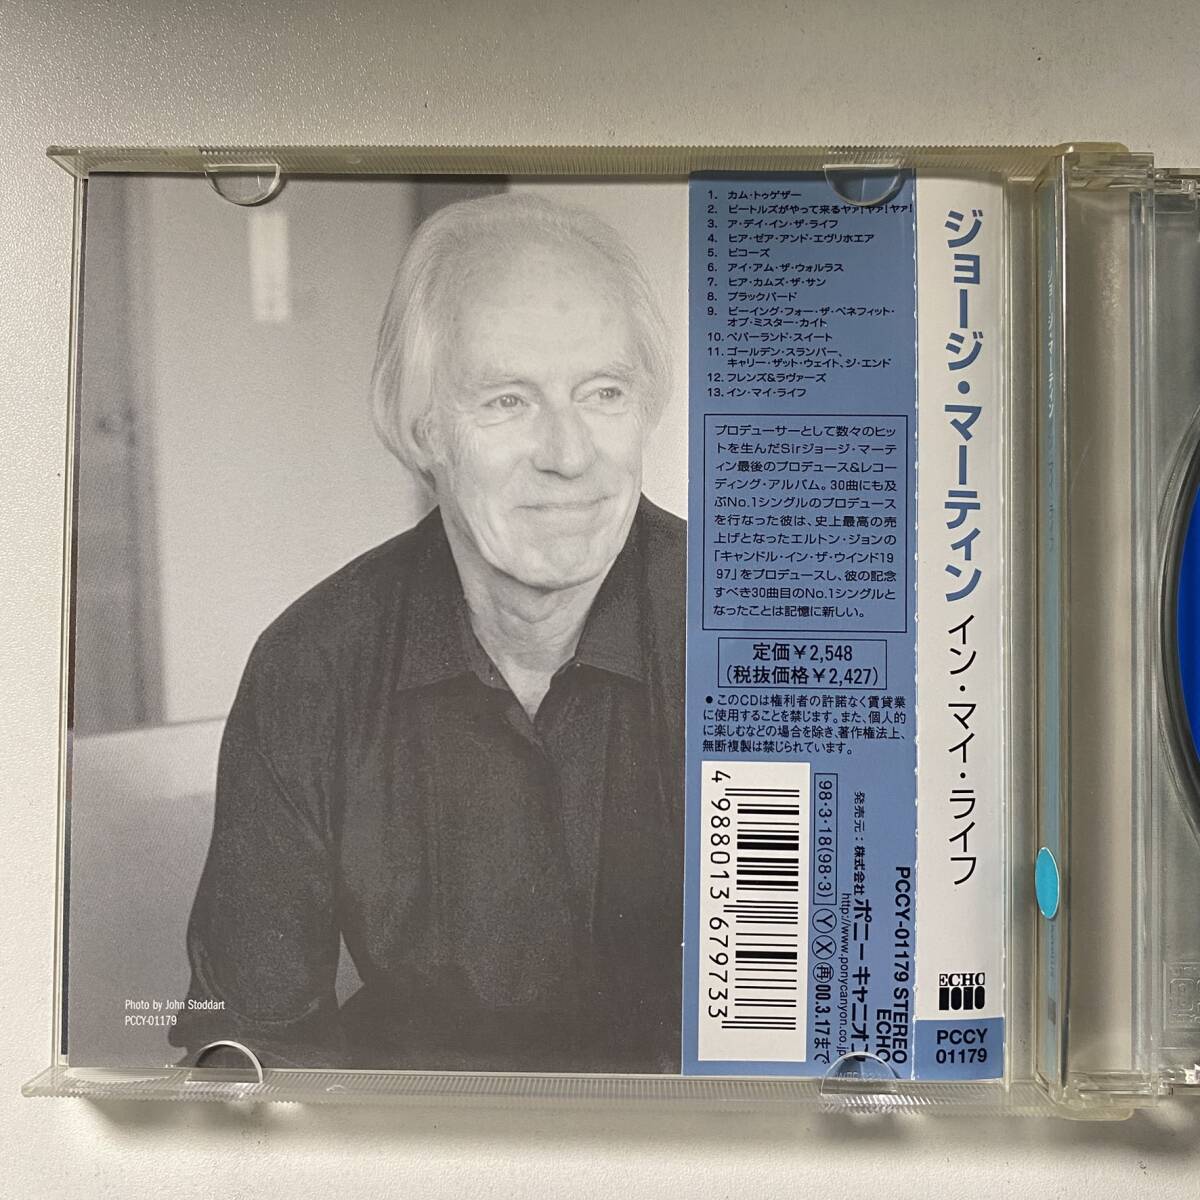 1. カム・トゥゲザー
2. ビートルズがやって来るヤァ!ヤァ!ヤァ!
3. ア・デイ・イン・ザ・ライフ
4. ヒア・ゼア・アンド・エヴリホエア
5. ビコーズ
6. アイ・アム・ザ・ウォルラス
7. ヒア・カムズ・ザ・サン
8. ブラックバード
9. ビーイング・フォー・ザ・ベネフィット・
オブ・ミスター・カイト
10. ペパーランド・スイート
11. ゴールデン・スランバー、
キャリー・ザット・ウェイト、ジ・エンド
12. フレンズ&ラヴァーズ
13. イン・マイ・ライフ
プロデューサーとして数々のヒッ
トを生んだSirジョージ・マーテ
ィン最後のプロデュース&レコー
ディング・アルバム。30曲にも及
ぶNo.1シングルのプロデュース
を行なった彼は、史上最高の売
上げとなったエルトン・ジョンの
「キャンドル・イン・ザ・ウインド19
97」をプロデュースし、彼の記念
すべき30曲目のNo.1シングルと
なったことは記憶に新しい。
定価¥2,548
(税抜価格¥2,427)
●このCDは権利者の許諾なく賃貸業
に使用することを禁じます。また、個人的
に楽しむなどの場合を除き、著作権法上、
無断複製は禁じられています。
4 988013 679733
98・3・18(98・3) Ⓨ Ⓧ 再 00.3.17まで
発売元:株式会社 ポニーキャニオン
http://www.ponycanyon.co.jp
PCCY-01179 STEREO
ECHO
ジョージ・マーティン イン・マイ・ライフ
ECHO
PCCY
01179
Photo by John Stoddart
PCCY-01179